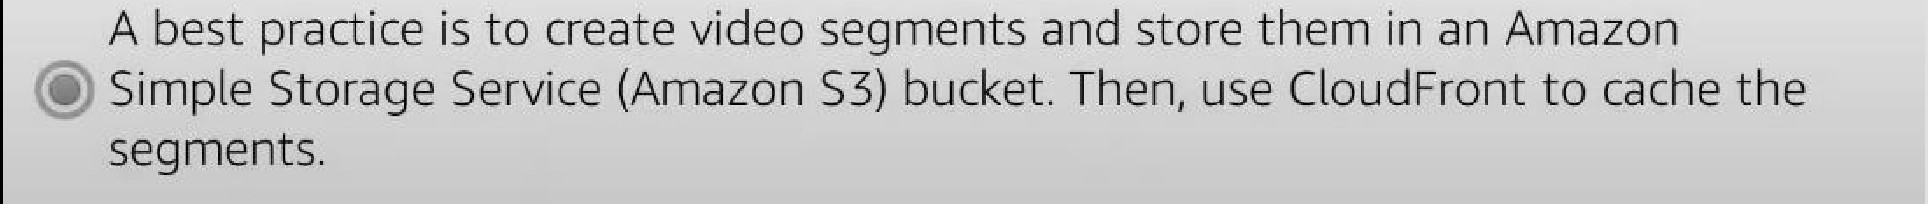 A best practice is to create video segments and store them in an Amazon
Simple Storage Service (Amazon S3) bucket. Then, use CloudFront to cache the
segments.